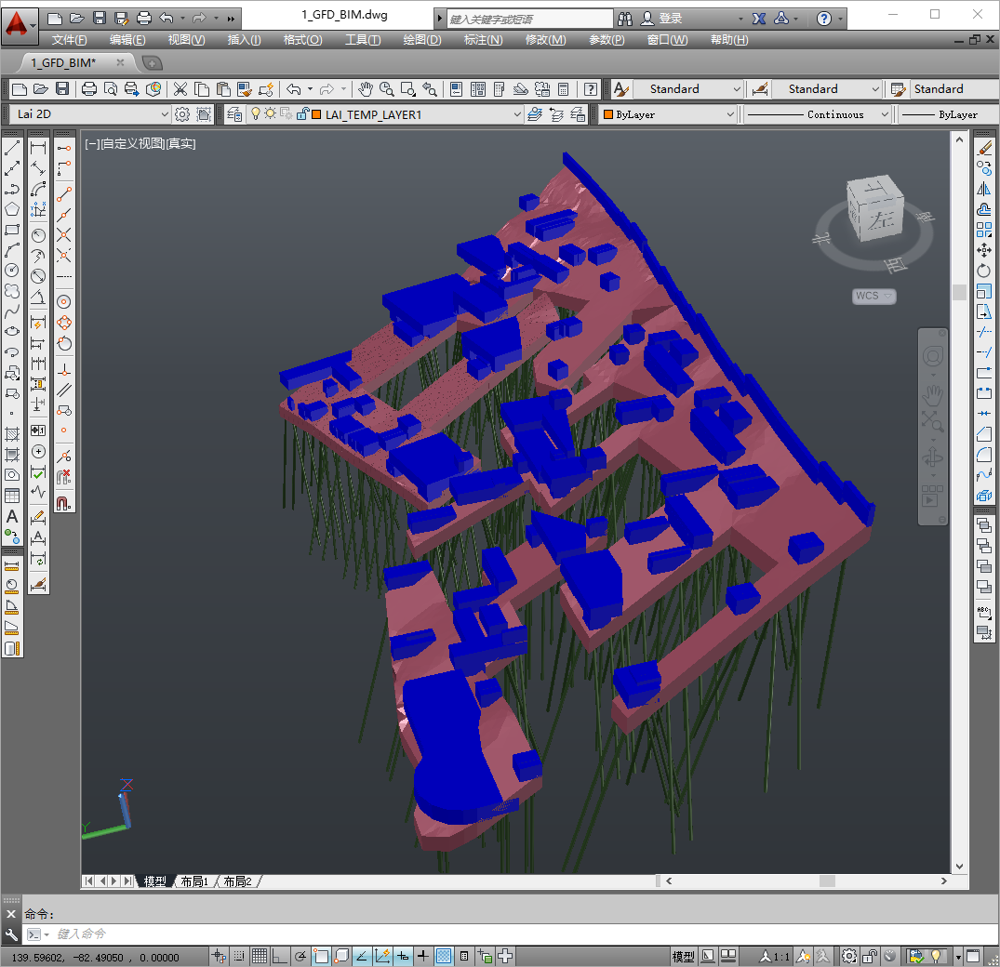 1_GFD_BIM.dwg
键入关键字或短语
登录
文件(F) 编辑(E) 视图(V) 插入(I) 格式(O) 工具(T) 绘图(D) 标注(N) 修改(M) 参数(P) 窗口(W) 帮助(H)
1_GFD_BIM*
Standard Standard Standard
Lai 2D LAI_TEMP_LAYER1 ByLayer Continuous ByLayer
[−][自定义视图][真实]
上
左
北
西
WCS
X
Y
模型 布局1 布局2
命令:
键入命令
139.59602, -82.49050 , 0.00000 模型 1:1